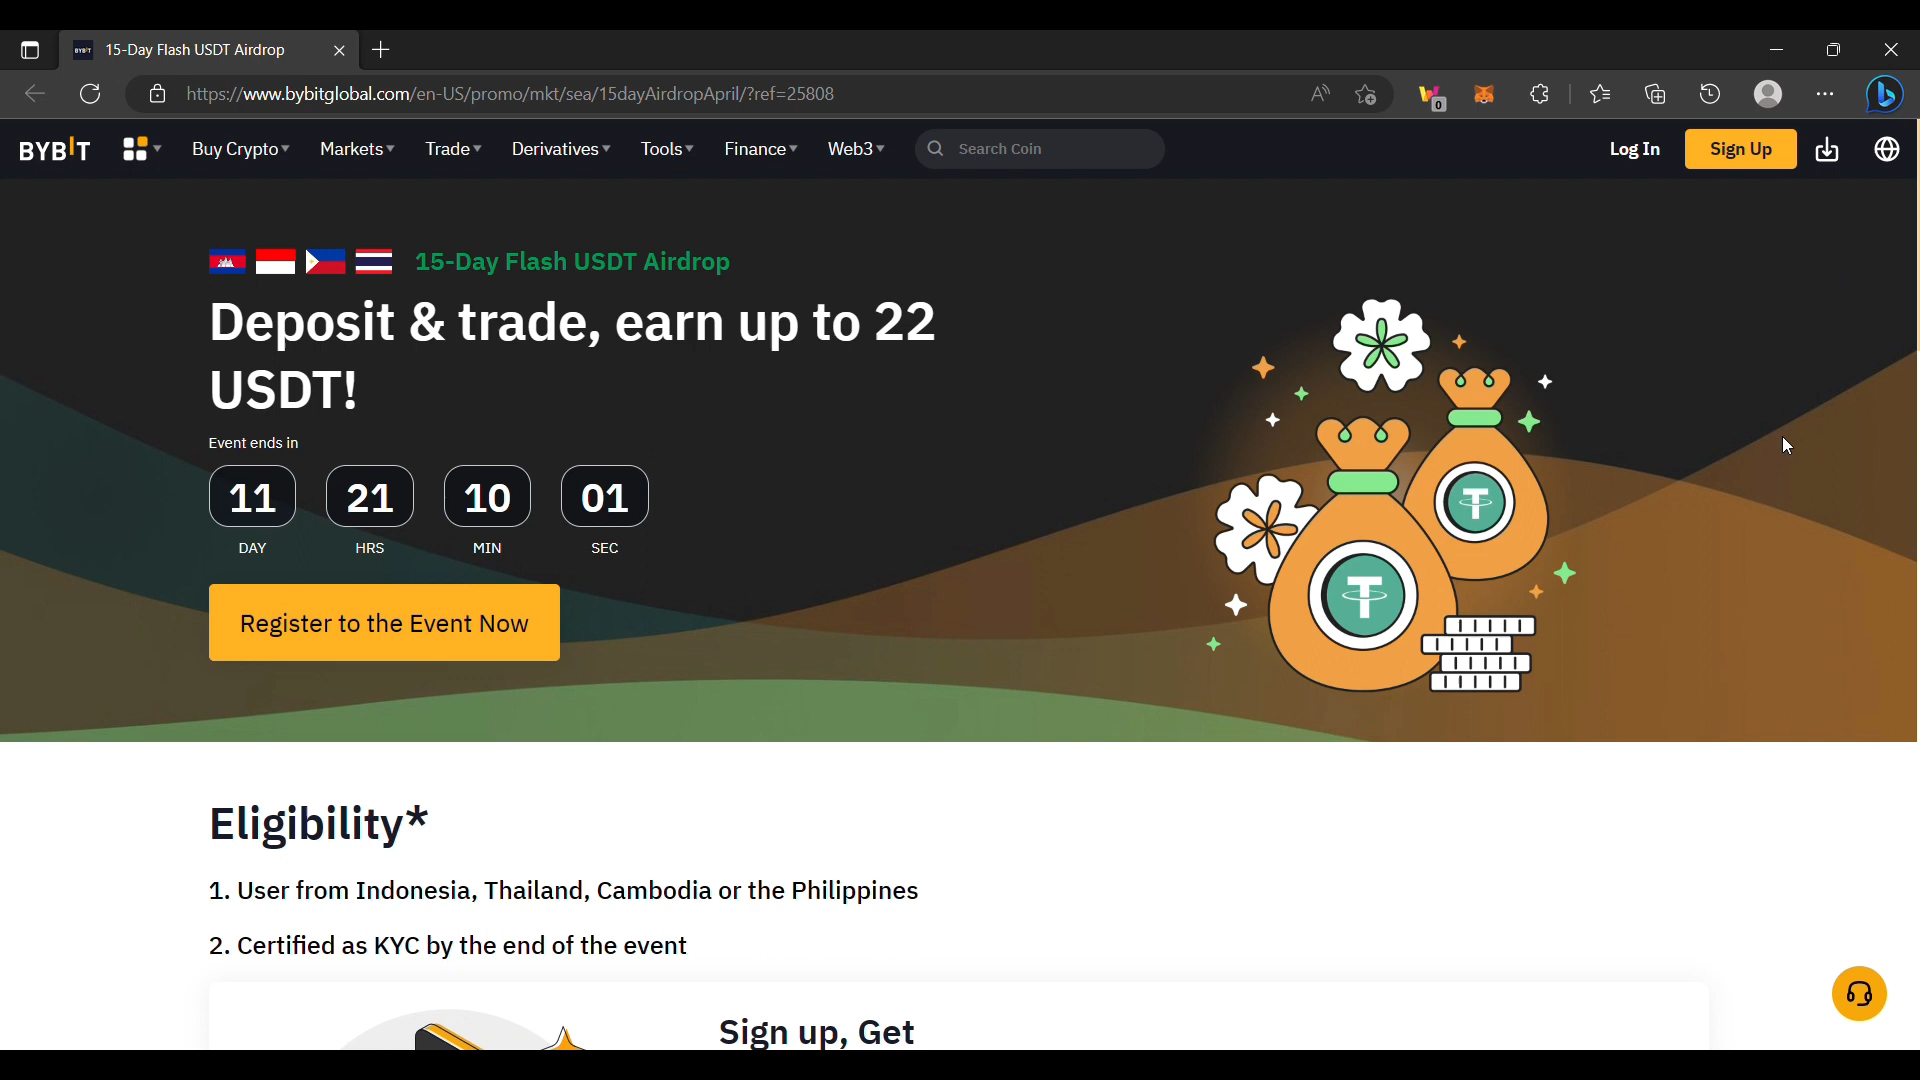 15-Day Flash USDT Airdrop
https://www.bybitglobal.com/en-US/promo/mkt/sea/15dayAirdropApril/?ref=25808
0
BYBIT
Buy Crypto
Markets
Trade
Derivatives
Tools
Finance
Web3
Search Coin
Log In
Sign Up
15-Day Flash USDT Airdrop
Deposit & trade, earn up to 22
USDT!
Event ends in
11 21 10 01
DAY HRS MIN SEC
Register to the Event Now
Eligibility*
1. User from Indonesia, Thailand, Cambodia or the Philippines
2. Certified as KYC by the end of the event
Sign up, Get